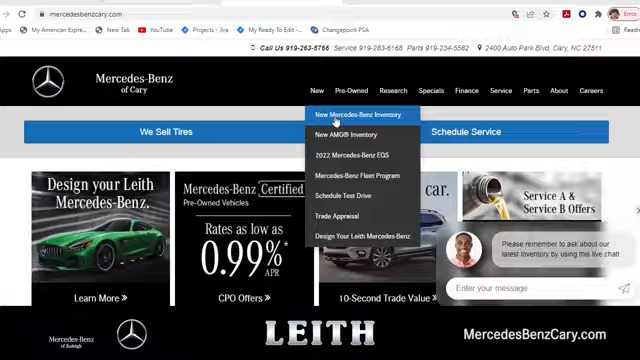 mercedesbenzcary.com
Apps My American Expre... New Tab YouTube Projects - Jira My Ready To Edit -... Changepoint PSA
Call Us 919-263-5766 Service 919-283-6168 Parts 919-234-5582 2400 Auto Park Blvd, Cary, NC 27511
Mercedes-Benz
of Cary
New Pre-Owned Research Specials Finance Service Parts About Careers
New Mercedes-Benz Inventory
New AMG® Inventory
2022 Mercedes-Benz EQS
Mercedes-Benz Fleet Program
Schedule Test Drive
Trade Appraisal
Design Your Leith Mercedes-Benz
We Sell Tires
Schedule Service
Design your Leith
Mercedes-Benz.
Learn More »
Mercedes-Benz Certified
Pre-Owned Vehicles
Rates as low as
0.99%*
APR
CPO Offers »
car.
10-Second Trade Value »
Service A &
Service B Offers
Please remember to ask about our
latest inventory by using this live chat!
Enter your message
Mercedes-Benz
of Raleigh
LEITH
MercedesBenzCary.com